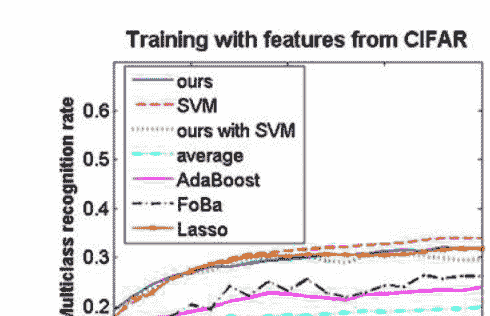 Training with features from CIFAR
Multiclass recognition rate
0.6
0.5
0.4
0.3
0.2
ours
SVM
ours with SVM
average
AdaBoost
FoBa
Lasso